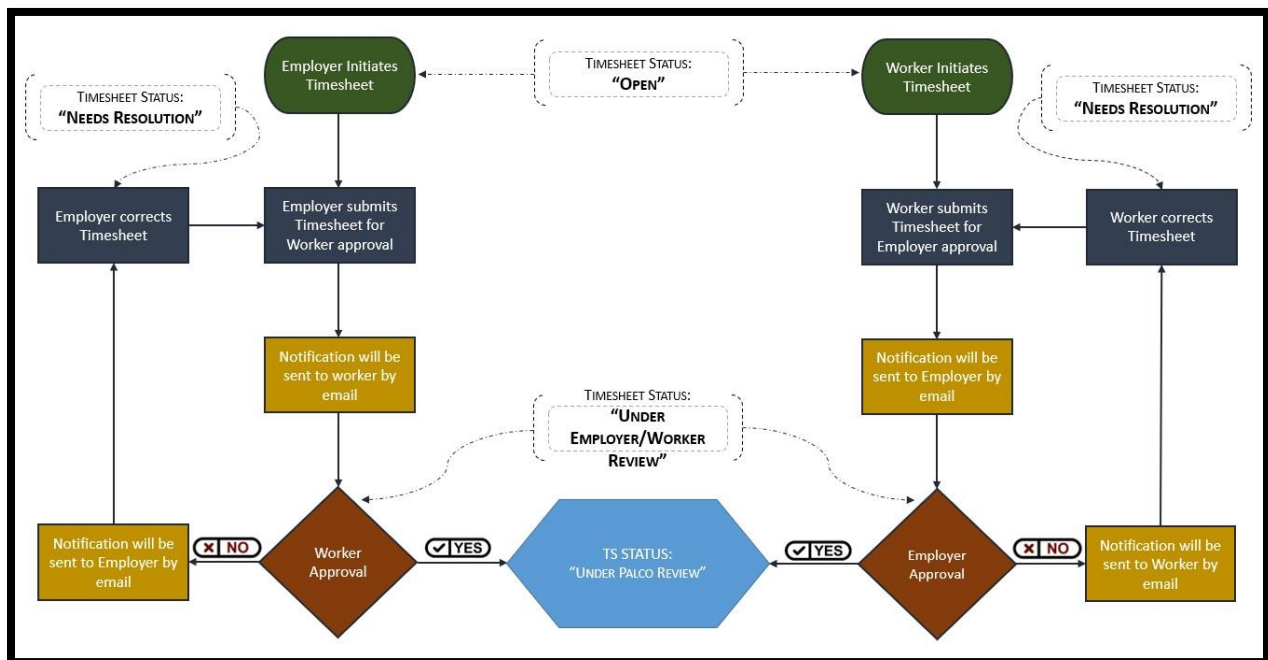 Employer Initiates
Timesheet
TIMESHEET STATUS:
"OPEN"
Worker Initiates
Timesheet
TIMESHEET STATUS:
"NEEDS RESOLUTION"
TIMESHEET STATUS:
"NEEDS RESOLUTION"
Employer corrects
Timesheet
Employer submits
Timesheet for
Worker approval
Worker submits
Timesheet for
Employer approval
Worker corrects
Timesheet
Notification will be
sent to worker by
email
TIMESHEET STATUS:
"UNDER
EMPLOYER/WORKER
REVIEW"
Notification will be
sent to Employer by
email
Notification will be
sent to Employer by
email
NO
Worker
Approval
YES
TS STATUS:
"UNDER PALCO REVIEW"
YES
Employer
Approval
NO
Notification will be
sent to Worker by
email